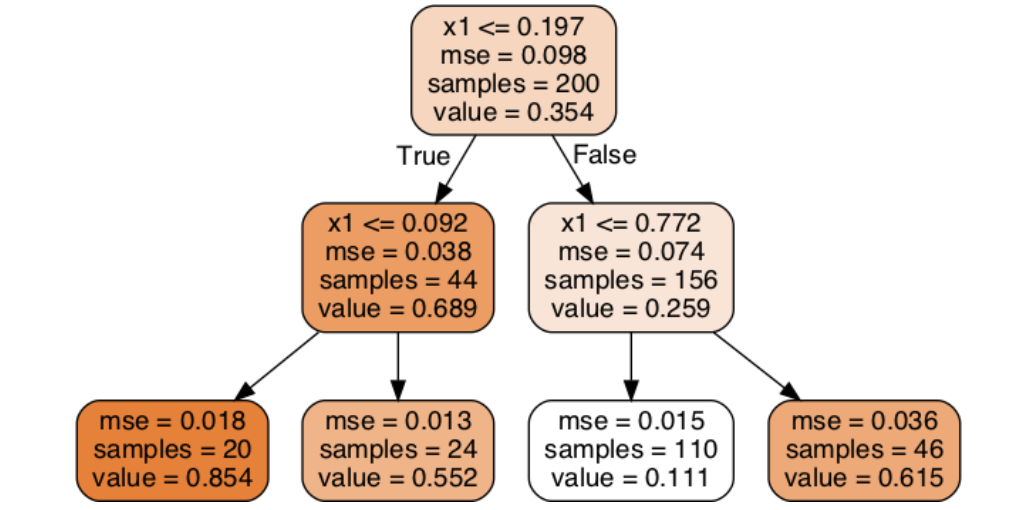 x1 <= 0.197
mse = 0.098
samples = 200
value = 0.354
True
False
x1 <= 0.092
mse = 0.038
samples = 44
value = 0.689
x1 <= 0.772
mse = 0.074
samples = 156
value = 0.259
mse = 0.018
samples = 20
value = 0.854
mse = 0.013
samples = 24
value = 0.552
mse = 0.015
samples = 110
value = 0.111
mse = 0.036
samples = 46
value = 0.615